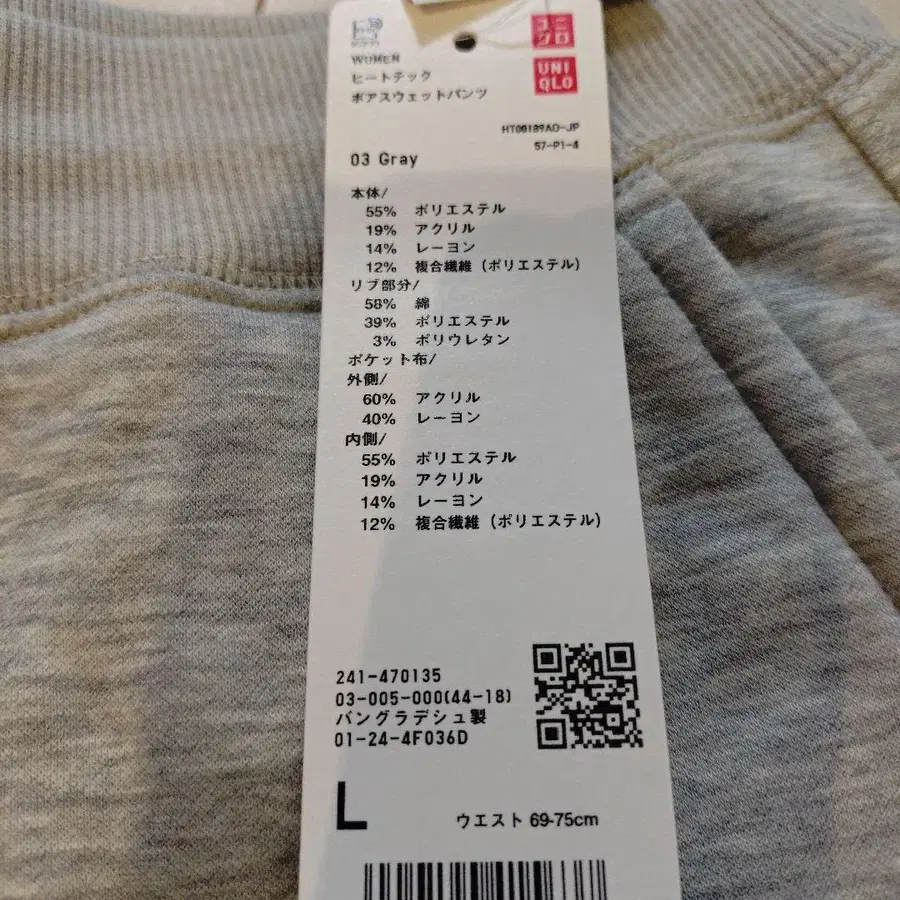 ユニ
クロ
UNI
QLO
WOMEN
ヒートテック
ボアスウェットパンツ
HT00189AO-JP
57-P1-4
03 Gray
本体/
55% ポリエステル
19% アクリル
14% レーヨン
12% 複合繊維 (ポリエステル)
リブ部分/
58% 綿
39% ポリエステル
3% ポリウレタン
ポケット布/
外側/
60% アクリル
40% レーヨン
内側/
55% ポリエステル
19% アクリル
14% レーヨン
12% 複合繊維 (ポリエステル)
241-470135
03-005-000(44-18)
バングラデシュ製
01-24-4F036D
L ウエスト 69-75cm